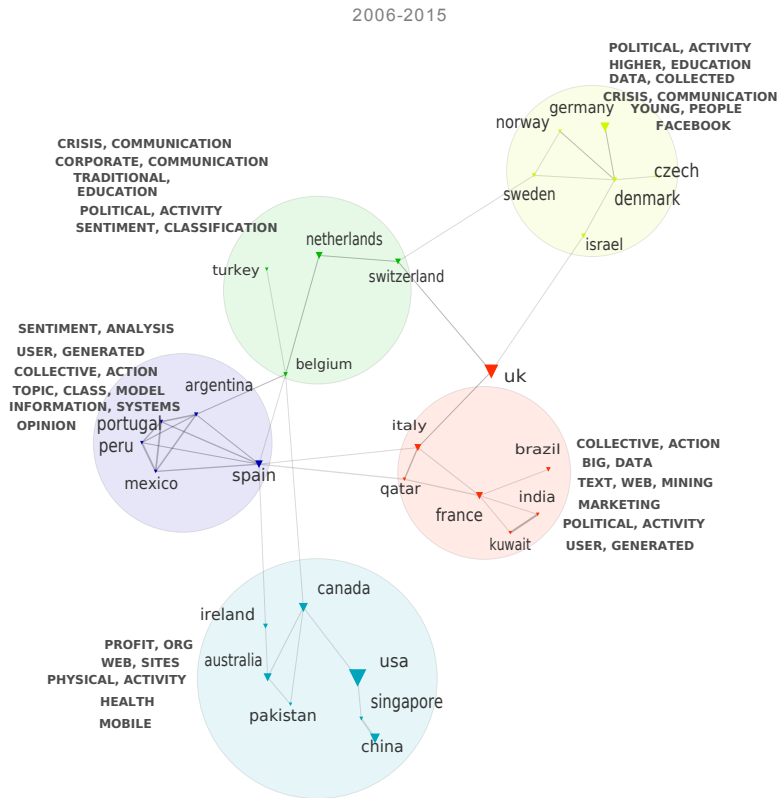 2006-2015
POLITICAL, ACTIVITY
HIGHER, EDUCATION
DATA, COLLECTED
CRISIS, COMMUNICATION
YOUNG, PEOPLE
FACEBOOK
germany
norway
czech
sweden
denmark
israel
CRISIS, COMMUNICATION
CORPORATE, COMMUNICATION
TRADITIONAL,
EDUCATION
POLITICAL, ACTIVITY
SENTIMENT, CLASSIFICATION
netherlands
turkey
switzerland
belgium
SENTIMENT, ANALYSIS
USER, GENERATED
COLLECTIVE, ACTION
TOPIC, CLASS, MODEL
INFORMATION, SYSTEMS
OPINION
argentina
portugal
peru
mexico
spain
uk
italy
brazil
qatar
india
france
kuwait
COLLECTIVE, ACTION
BIG, DATA
TEXT, WEB, MINING
MARKETING
POLITICAL, ACTIVITY
USER, GENERATED
canada
ireland
australia
usa
singapore
pakistan
china
PROFIT, ORG
WEB, SITES
PHYSICAL, ACTIVITY
HEALTH
MOBILE